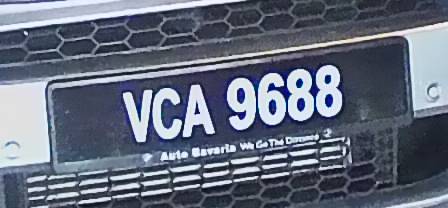 VCA 9688
Auto Bavaria We Go The Distance